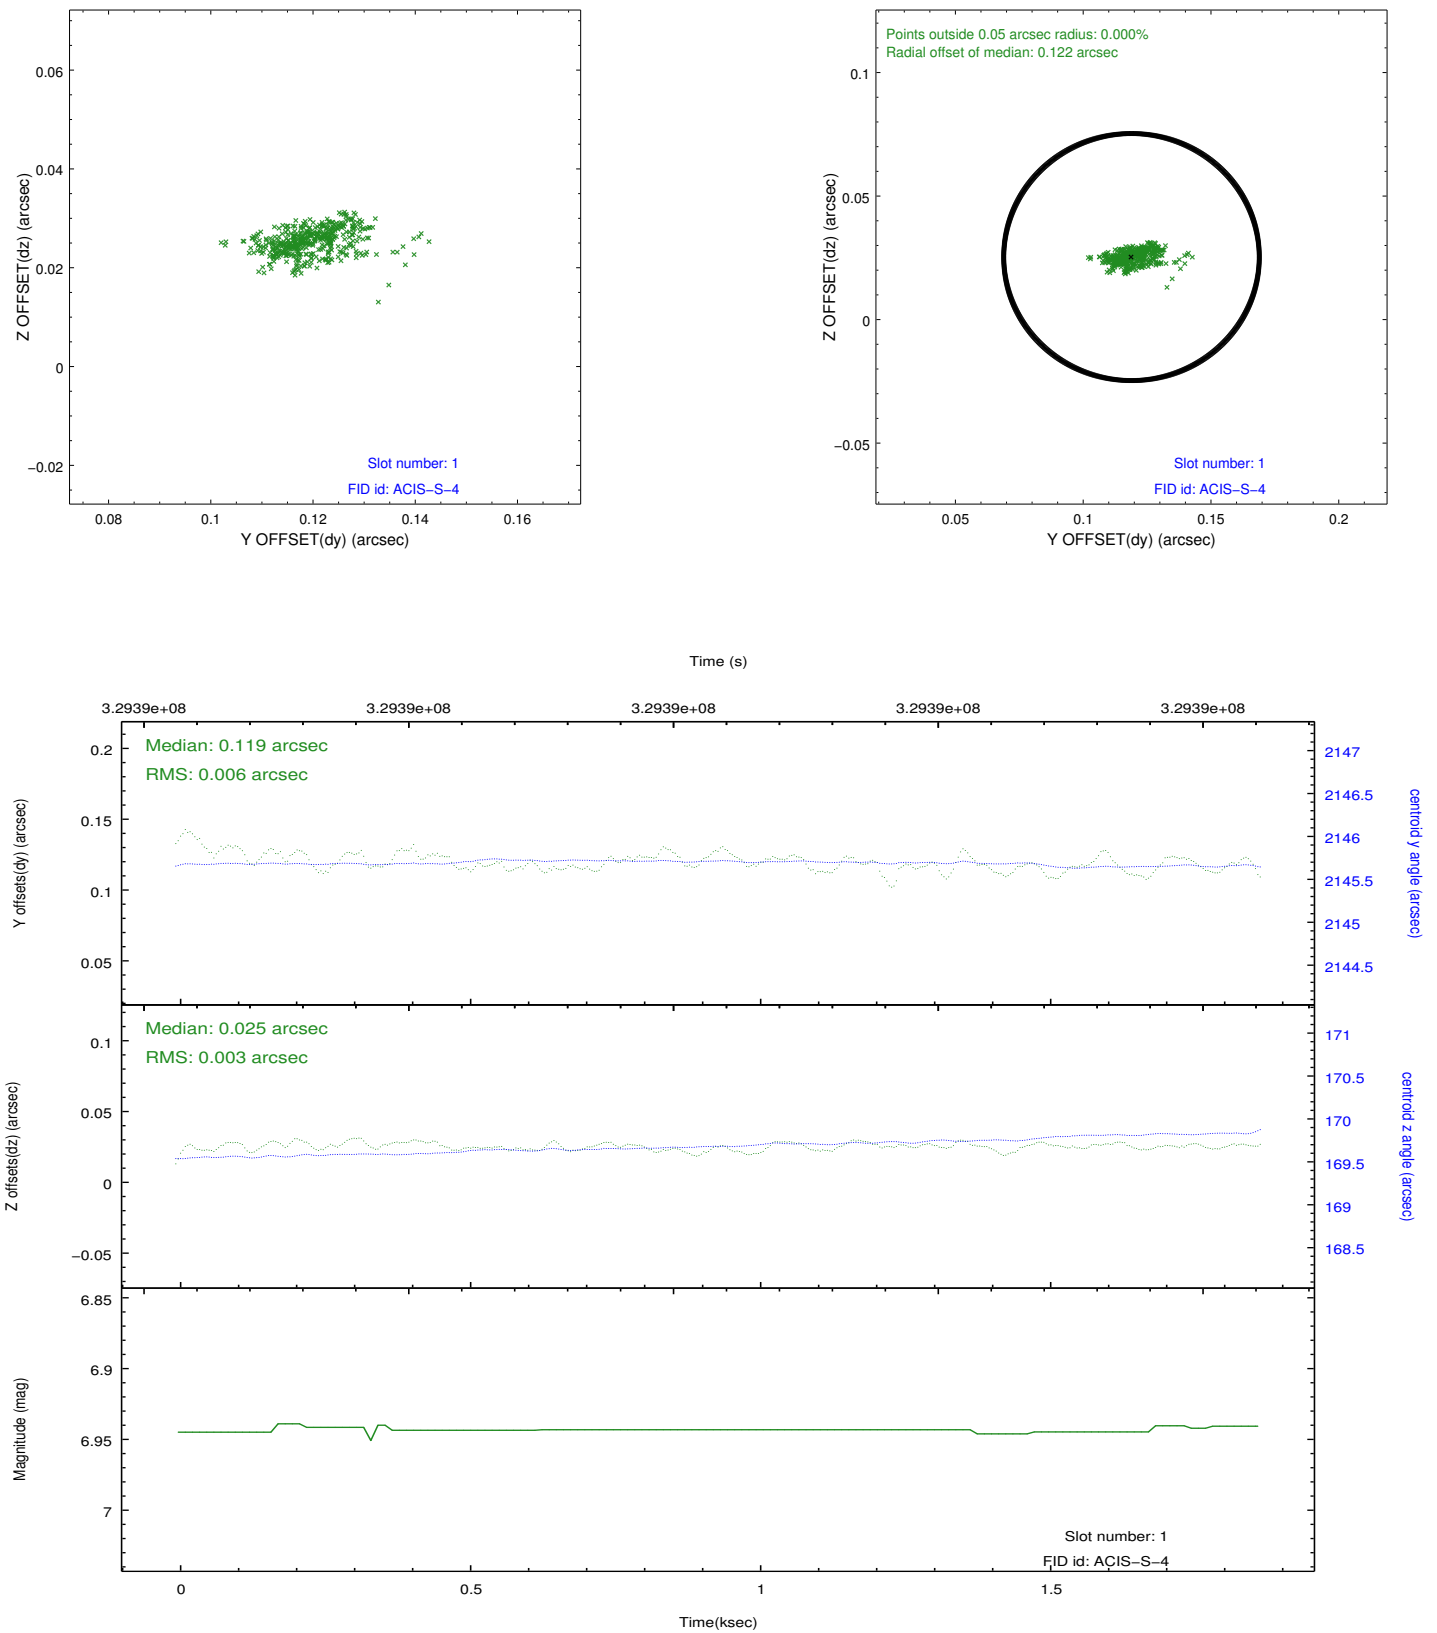 0.06
0.04
0.02
0
−0.02
Z OFFSET(dz) (arcsec)
Slot number: 1
FID id: ACIS−S−4
0.08 0.1 0.12 0.14 0.16
Y OFFSET(dy) (arcsec)
Points outside 0.05 arcsec radius: 0.000%
Radial offset of median: 0.122 arcsec
0.1
0.05
0
−0.05
Z OFFSET(dz) (arcsec)
Slot number: 1
FID id: ACIS−S−4
0.05 0.1 0.15 0.2
Y OFFSET(dy) (arcsec)
Time (s)
3.2939e+08 3.2939e+08 3.2939e+08 3.2939e+08 3.2939e+08
Median: 0.119 arcsec
RMS: 0.006 arcsec
0.2
0.15
0.1
0.05
Y offsets(dy) (arcsec)
2147
2146.5
2146
2145.5
2145
2144.5
centroid y angle (arcsec)
Median: 0.025 arcsec
RMS: 0.003 arcsec
0.1
0.05
0
−0.05
Z offsets(dz) (arcsec)
171
170.5
170
169.5
169
168.5
centroid z angle (arcsec)
6.85
6.9
6.95
7
Magnitude (mag)
Slot number: 1
FID id: ACIS−S−4
0 0.5 1 1.5
Time(ksec)